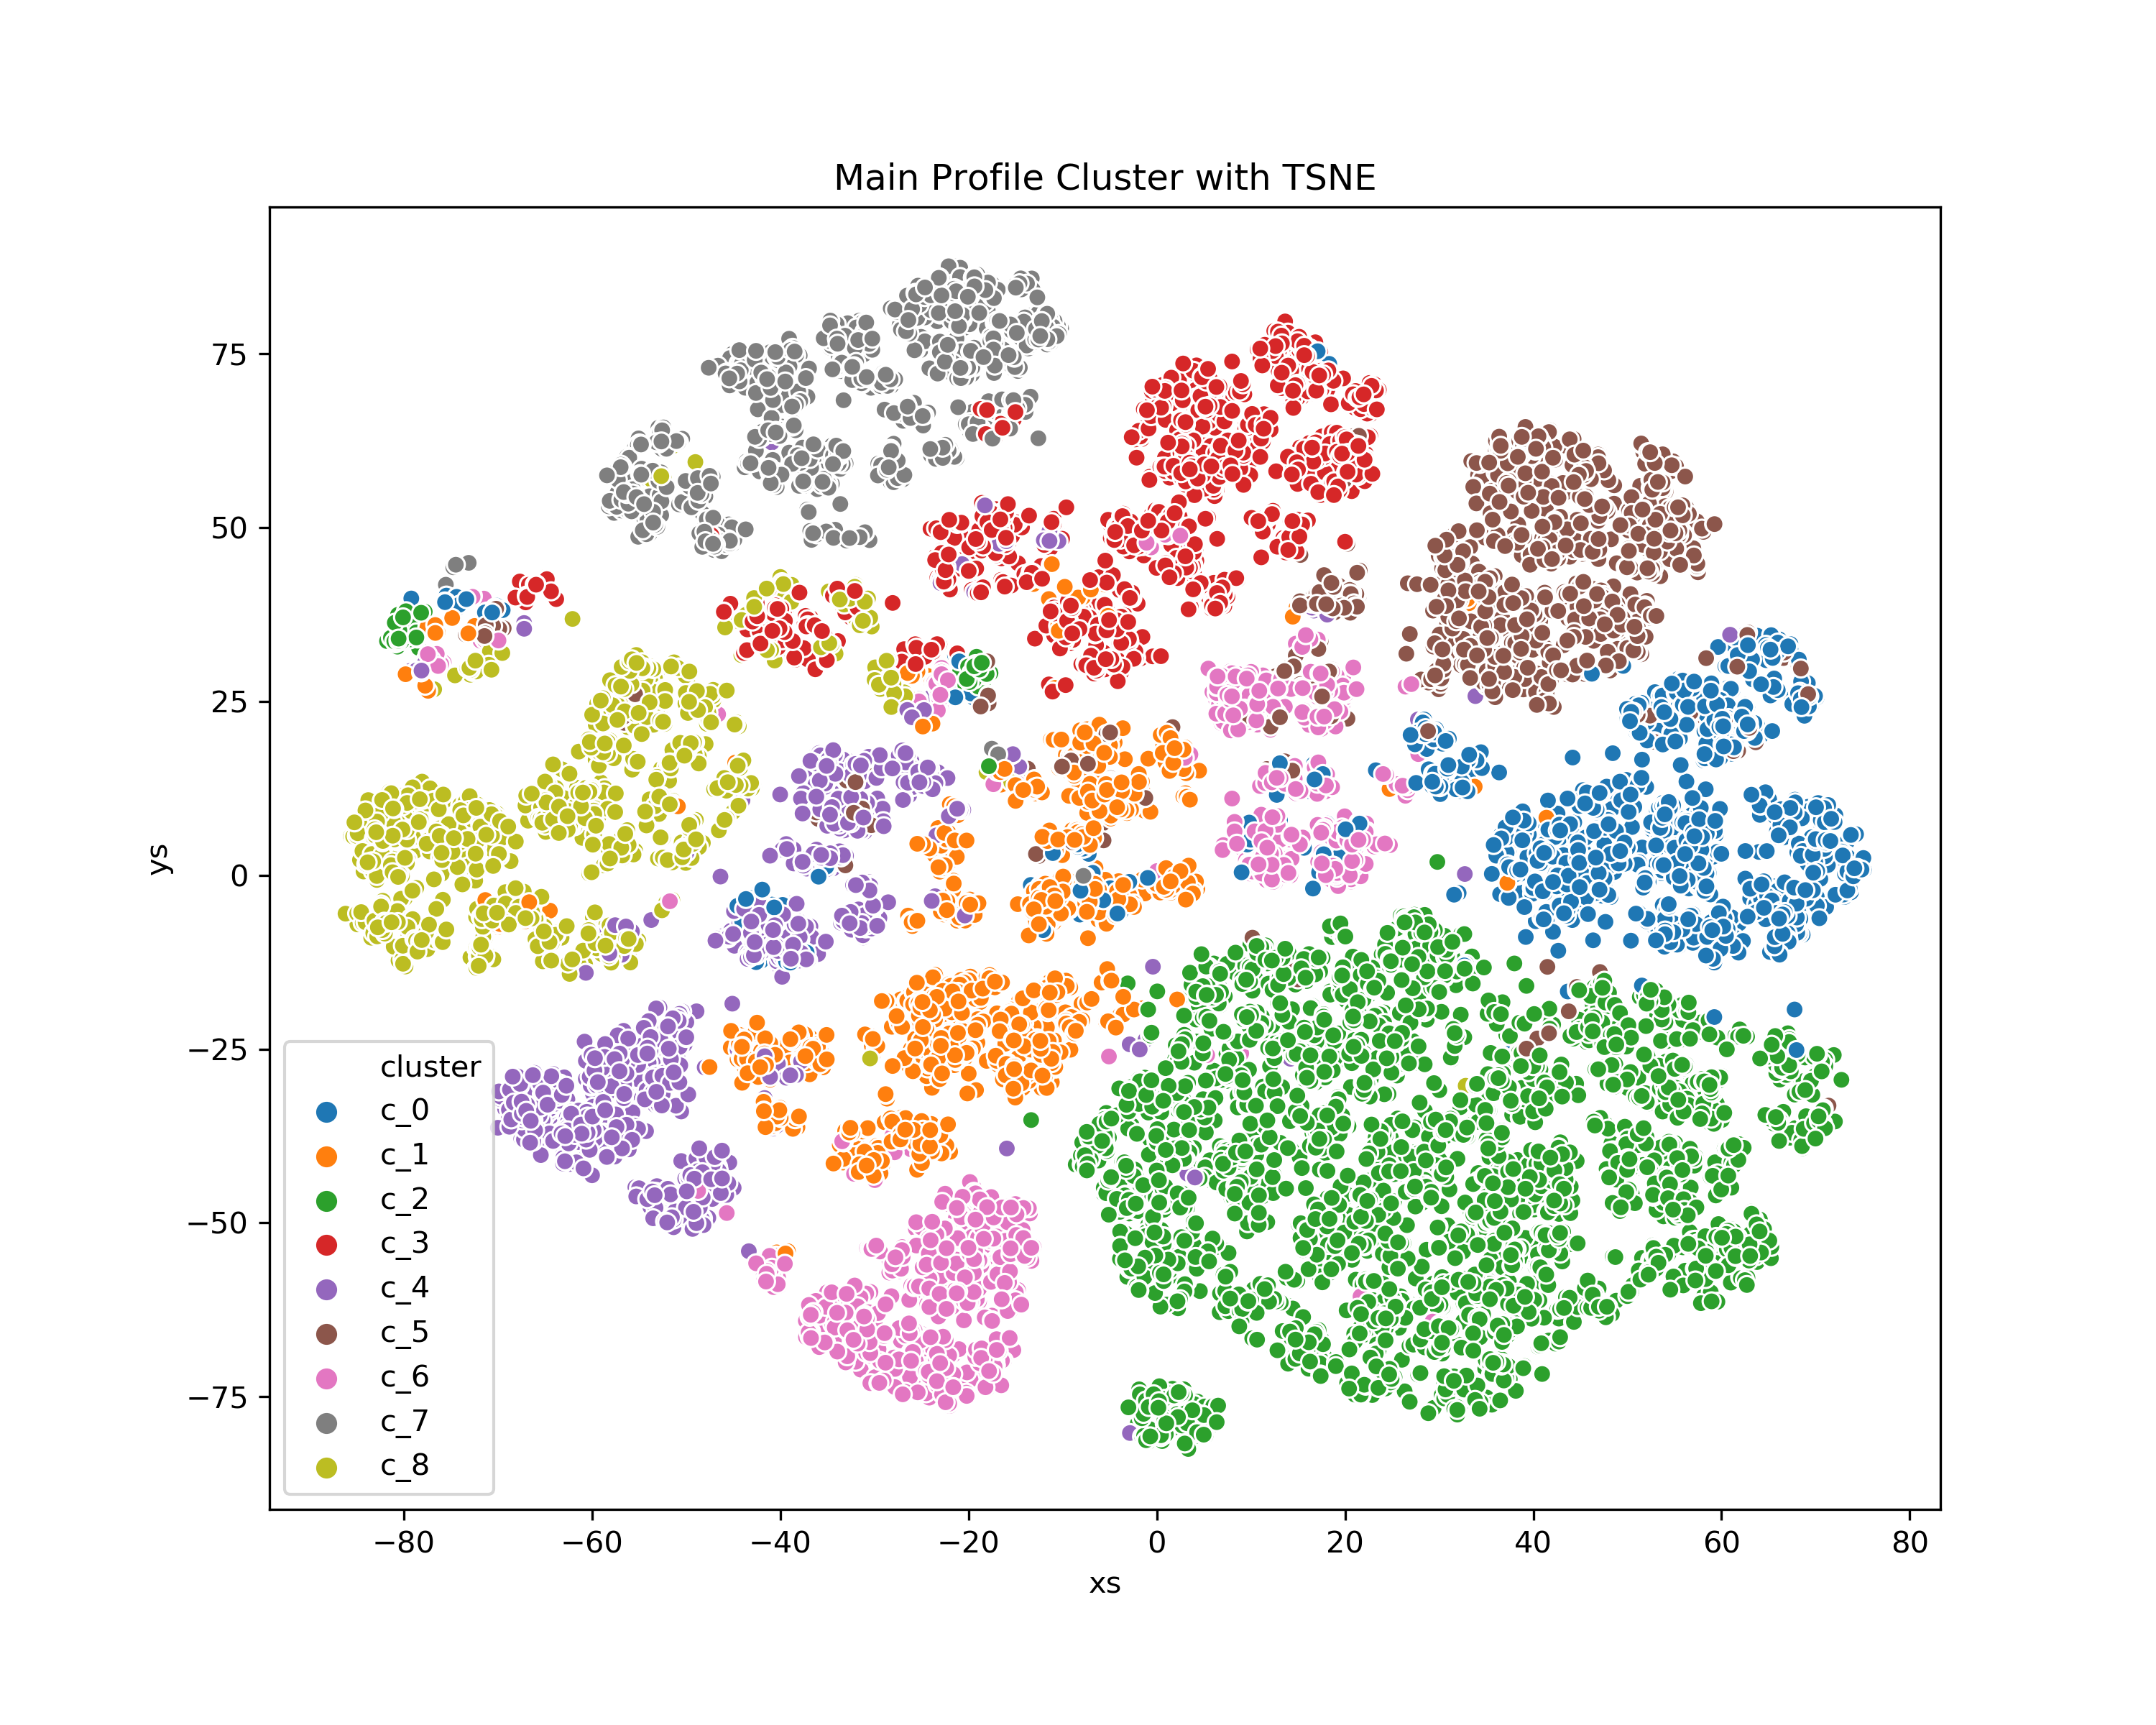 Main Profile Cluster with TSNE
ys
75
50
25
0
−25
−50
−75
cluster
c_0
c_1
c_2
c_3
c_4
c_5
c_6
c_7
c_8
−80
−60
−40
−20
0
20
40
60
80
xs